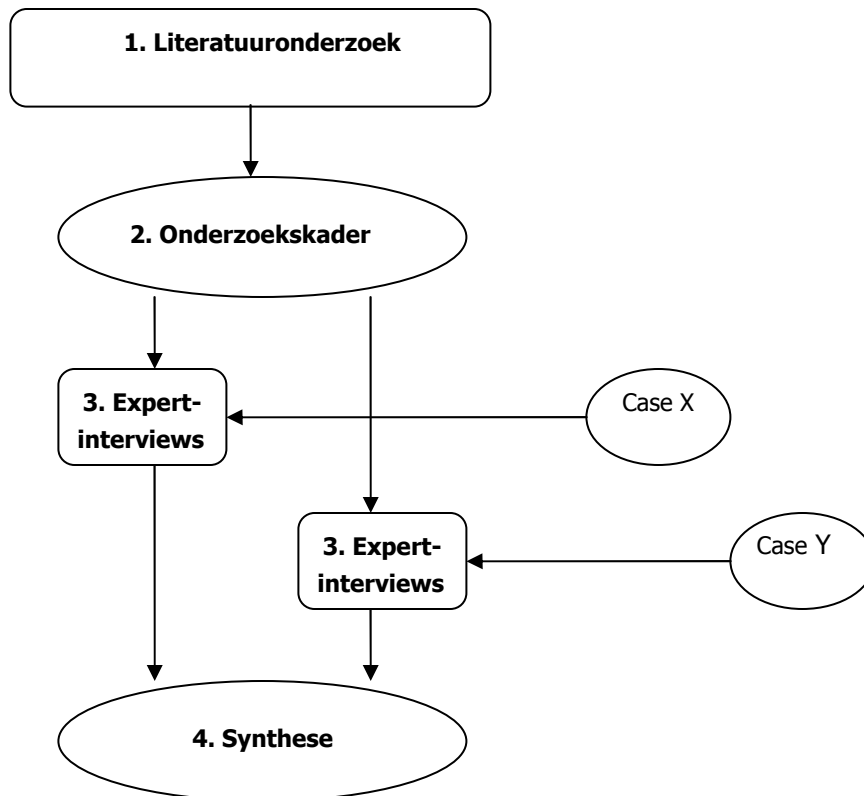 1. Literatuuronderzoek
2. Onderzoekskader
3. Expert-
interviews
Case X
3. Expert-
interviews
Case Y
4. Synthese